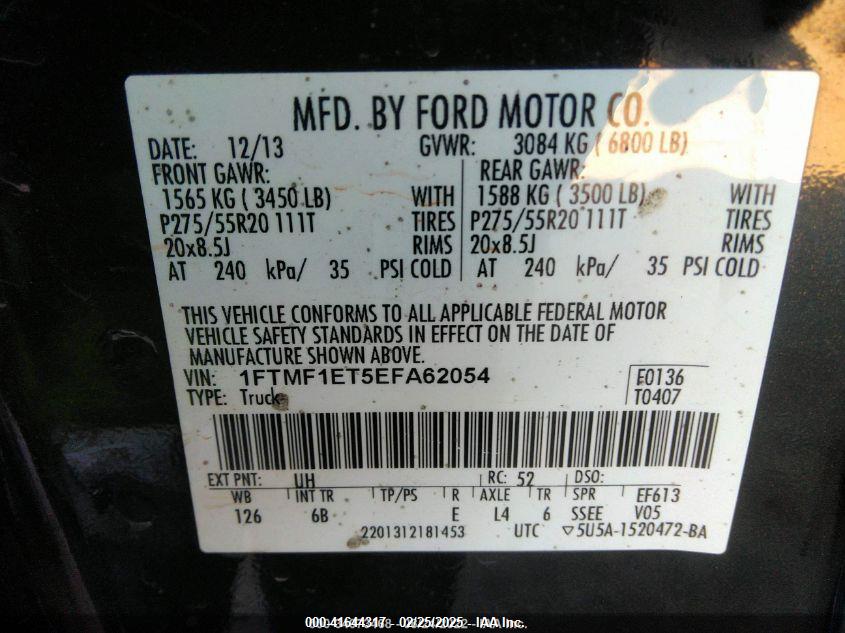 MFD. BY FORD MOTOR CO.
DATE: 12/13 GVWR: 3084 KG ( 6800 LB)
FRONT GAWR: REAR GAWR:
1565 KG ( 3450 LB) WITH 1588 KG ( 3500 LB) WITH
P275/55R20 111T TIRES P275/55R20 111T TIRES
20x8.5J RIMS 20x8.5J RIMS
AT 240 kPa/ 35 PSI COLD AT 240 kPa/ 35 PSI COLD
THIS VEHICLE CONFORMS TO ALL APPLICABLE FEDERAL MOTOR
VEHICLE SAFETY STANDARDS IN EFFECT ON THE DATE OF
MANUFACTURE SHOWN ABOVE.
VIN: 1FTMF1ET5EFA62054 E0136
TYPE: Truck T0407
EXT PNT: UH RC: 52 DSO:
WB INT TR TP/PS R AXLE TR SPR EF613
126 6B E L4 6 SSEE V05
2201312181453 UTC ▽5U5A-1520472-BA
000-41644317 - 02/25/2025 - IAA Inc.